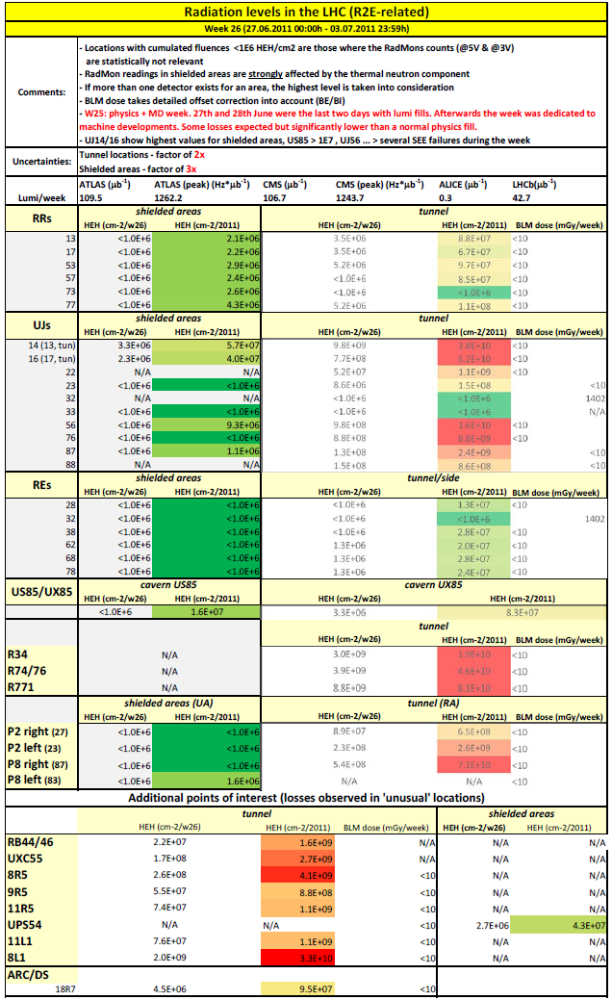 Radiation levels in the LHC (R2E-related)
Week 26 (27.06.2011 00:00h - 03.07.2011 23:59h)
Comments:
- Locations with cumulated fluences <1E6 HEH/cm2 are those where the RadMons counts (@5V & @3V)
are statistically not relevant
- RadMon readings in shielded areas are strongly affected by the thermal neutron component
- If more than one detector exists for an area, the highest level is taken into consideration
- BLM dose takes detailed offset correction into account (BE/BI)
- W25: physics + MD week. 27th and 28th June were the last two days with lumi fills. Afterwards the week was dedicated to
machine developments. Some losses expected but significantly lower than a normal physics fill.
- UJ14/16 show highest values for shielded areas, US85 > 1E7 , UJ56 ... > several SEE failures during the week
Uncertainties:
Tunnel locations - factor of 2x
Shielded areas - factor of 3x
ATLAS (μb-1) ATLAS (peak) (Hz*μb-1) CMS (μb-1) CMS (peak) (Hz*μb-1) ALICE (μb-1) LHCb(μb-1)
Lumi/week 109.5 1262.2 106.7 1243.7 0.3 42.7
RRs shielded areas tunnel
HEH (cm-2/w26) HEH (cm-2/2011) HEH (cm-2/w26) HEH (cm-2/2011) BLM dose (mGy/week)
13 <1.0E+6 2.1E+06 3.5E+06 8.8E+07 <10
17 <1.0E+6 2.2E+06 3.5E+06 6.7E+07 <10
53 <1.0E+6 2.9E+06 5.2E+06 9.7E+07 <10
57 <1.0E+6 2.4E+06 <1.0E+6 8.5E+07 <10
73 <1.0E+6 2.6E+06 <1.0E+6 <1.0E+6 <10
77 <1.0E+6 4.3E+06 5.2E+06 1.1E+08 <10
UJs shielded areas tunnel
HEH (cm-2/w26) HEH (cm-2/2011) HEH (cm-2/w26) HEH (cm-2/2011) BLM dose (mGy/week)
14 (13, tun) 3.3E+06 5.7E+07 9.8E+09 3.8E+10 <10
16 (17, tun) 2.3E+06 4.0E+07 7.7E+08 5.2E+10 <10
22 N/A N/A 5.2E+07 1.1E+09 <10
23 <1.0E+6 <1.0E+6 8.6E+06 1.5E+08 <10
32 N/A N/A <1.0E+6 <1.0E+6 1402
33 <1.0E+6 <1.0E+6 <1.0E+6 <1.0E+6 N/A
56 <1.0E+6 9.3E+06 9.8E+08 1.6E+10 <10
76 <1.0E+6 <1.0E+6 8.8E+08 8.8E+09 <10
87 <1.0E+6 1.1E+06 1.3E+08 2.4E+09 <10
88 N/A N/A 1.5E+08 8.6E+08 <10
REs shielded areas tunnel/side
HEH (cm-2/w26) HEH (cm-2/2011) HEH (cm-2/w26) HEH (cm-2/2011) BLM dose (mGy/week)
28 <1.0E+6 <1.0E+6 <1.0E+6 1.3E+07 <10
32 <1.0E+6 <1.0E+6 <1.0E+6 <1.0E+6 1402
38 <1.0E+6 <1.0E+6 <1.0E+6 2.8E+07 <10
62 <1.0E+6 <1.0E+6 1.3E+06 2.0E+07 <10
68 <1.0E+6 <1.0E+6 1.3E+06 2.8E+07 <10
78 <1.0E+6 <1.0E+6 1.3E+06 2.4E+07 <10
US85/UX85 cavern US85 cavern UX85
HEH (cm-2/w26) HEH (cm-2/2011) HEH (cm-2/w26) HEH (cm-2/2011)
<1.0E+6 1.6E+07 3.3E+06 8.3E+07
tunnel
HEH (cm-2/w26) HEH (cm-2/2011) BLM dose (mGy/week)
R34 N/A 3.0E+09 1.9E+10 <10
R74/76 N/A 3.9E+09 4.6E+10 <10
R771 N/A 8.8E+09 8.1E+10 <10
shielded areas (UA) tunnel (RA)
HEH (cm-2/w26) HEH (cm-2/2011) HEH (cm-2/w26) HEH (cm-2/2011) BLM dose (mGy/week)
P2 right (27) <1.0E+6 <1.0E+6 8.9E+07 6.5E+08 <10
P2 left (23) <1.0E+6 <1.0E+6 2.3E+08 2.6E+09 <10
P8 right (87) <1.0E+6 <1.0E+6 5.4E+08 7.1E+10 <10
P8 left (83) <1.0E+6 1.6E+06 N/A N/A <10
Additional points of interest (losses observed in 'unusual' locations)
tunnel shielded areas
HEH (cm-2/w26) HEH (cm-2/2011) BLM dose (mGy/week) HEH (cm-2/w26) HEH (cm-2/2011)
RB44/46 2.2E+07 1.6E+09 N/A N/A N/A
UXC55 1.7E+08 2.7E+09 N/A N/A N/A
8R5 2.6E+08 4.1E+09 <10 N/A N/A
9R5 5.5E+07 8.8E+08 <10 N/A N/A
11R5 7.4E+07 1.1E+09 <10 N/A N/A
UPS54 N/A N/A <10 2.7E+06 4.3E+07
11L1 7.6E+07 1.1E+09 <10 N/A N/A
8L1 2.0E+09 3.3E+10 <10 N/A N/A
ARC/DS
18R7 4.5E+06 9.5E+07 <10